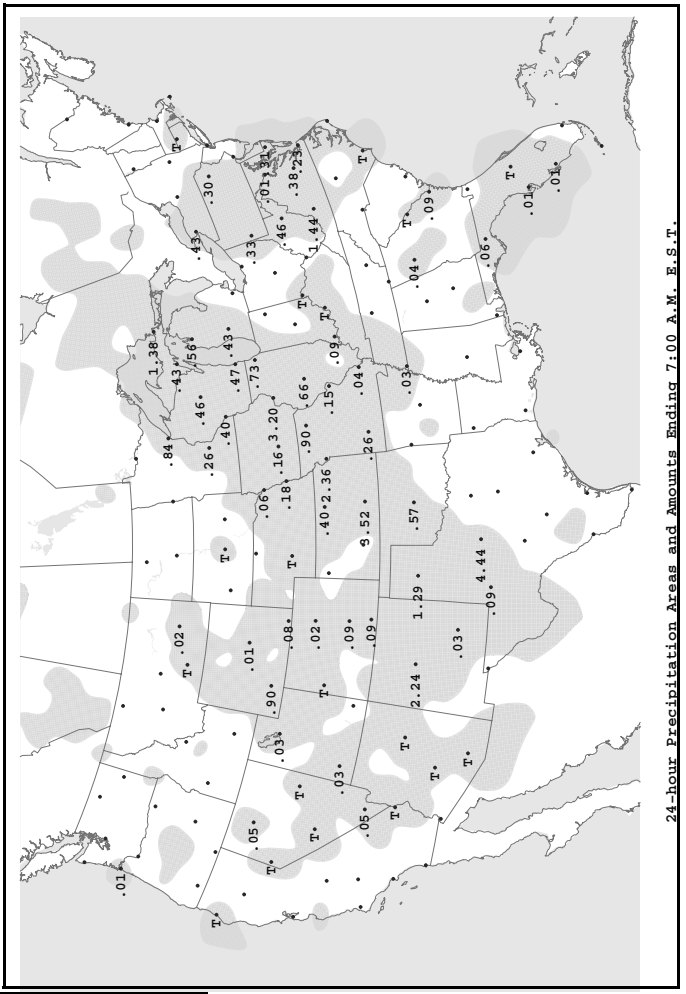 .01
1.38
.84
.43
T
.02
T
.56
.43
.46
.26
.30
T
T
.40
.43
.47
.01
.33
.05
.73
.06
.01 .31
T
.90
3.20
.16
.03
.46
.18
.08
T
.38 .23
T
T
.66
.90
1.44
T
.02
T
.40 2.36
T
.15
.09
.03
.09
.04
T
.05
3.52
.26
.09
T
T
.03
T
.57
.04
2.24
1.29
.09
T
.03
T
4.44
.06
.09
T
.01
.01
24-hour Precipitation Areas and Amounts Ending 7:00 A.M. E.S.T.